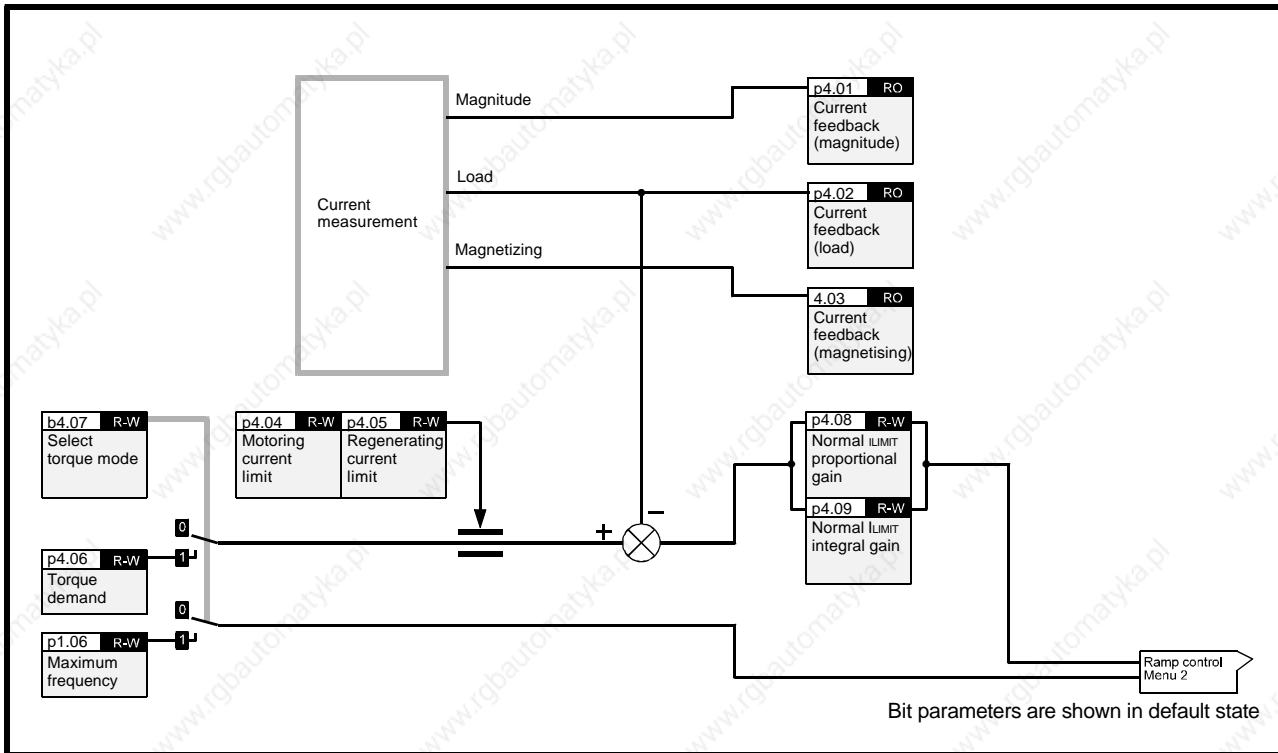 Magnitude
p4.01 RO
Current
feedback
(magnitude)
Load
Current
measurement
p4.02 RO
Current
feedback
(load)
Magnetizing
4.03 RO
Current
feedback
(magnetising)
b4.07 R-W
Select
torque mode
p4.04 R-W
Motoring
current
limit
p4.05 R-W
Regenerating
current
limit
p4.08 R-W
Normal ILIMIT
proportional
gain
p4.09 R-W
Normal ILIMIT
integral gain
0
1
+
−
p4.06 R-W
Torque
demand
0
1
p1.06 R-W
Maximum
frequency
Ramp control
Menu 2
Bit parameters are shown in default state
www.rgbautomatyka.pl